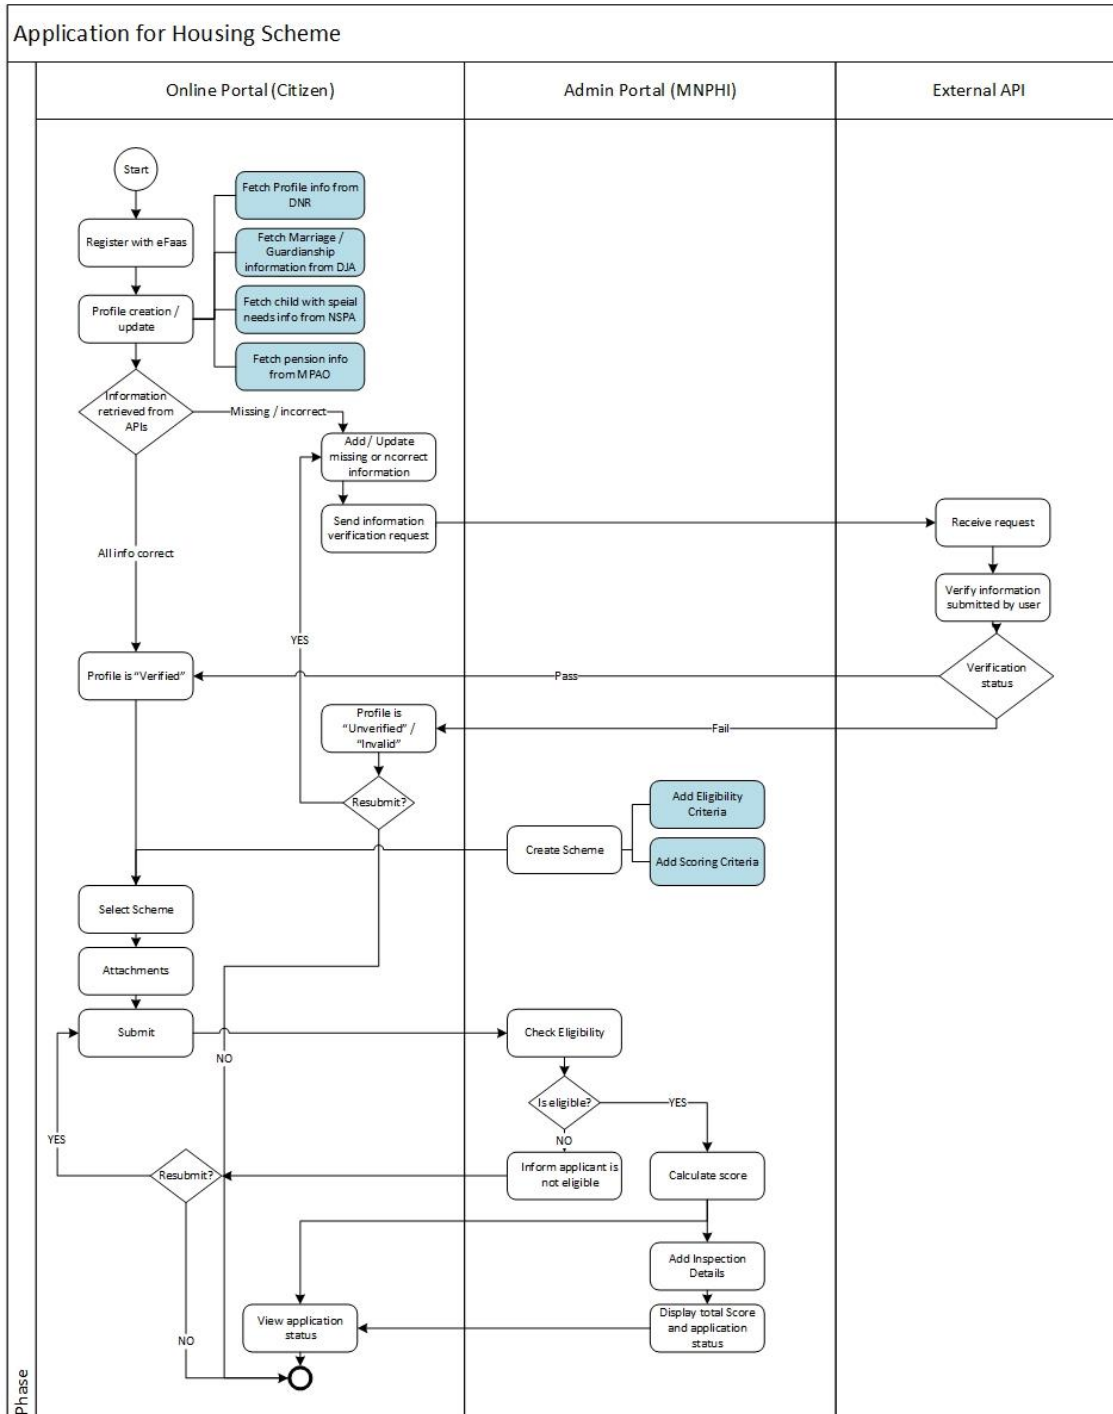 Application for Housing Scheme
Online Portal (Citizen)
Admin Portal (MNPHI)
External API
Start
Fetch Profile info from
DNR
Register with eFaas
Fetch Marriage /
Guardianship
information from DJA
Profile creation /
update
Fetch child with speial
needs info from NSPA
Fetch pension info
from MPAO
Information
retrieved from
APIs
Missing / incorrect
Add / Update
missing or ncorrect
information
Send information
verification request
Receive request
All info correct
Verify information
submitted by user
YES
Profile is "Verified"
Pass
Verification
status
Profile is
"Unverified" /
"Invalid"
Fail
Resubmit?
Add Eligibility
Criteria
Create Scheme
Add Scoring Criteria
Select Scheme
Attachments
Submit
Check Eligibility
NO
Is eligible?
YES
YES
NO
Resubmit?
Inform applicant is
not eligible
Calculate score
Add Inspection
Details
View application
status
Display total Score
and application
status
NO
Phase